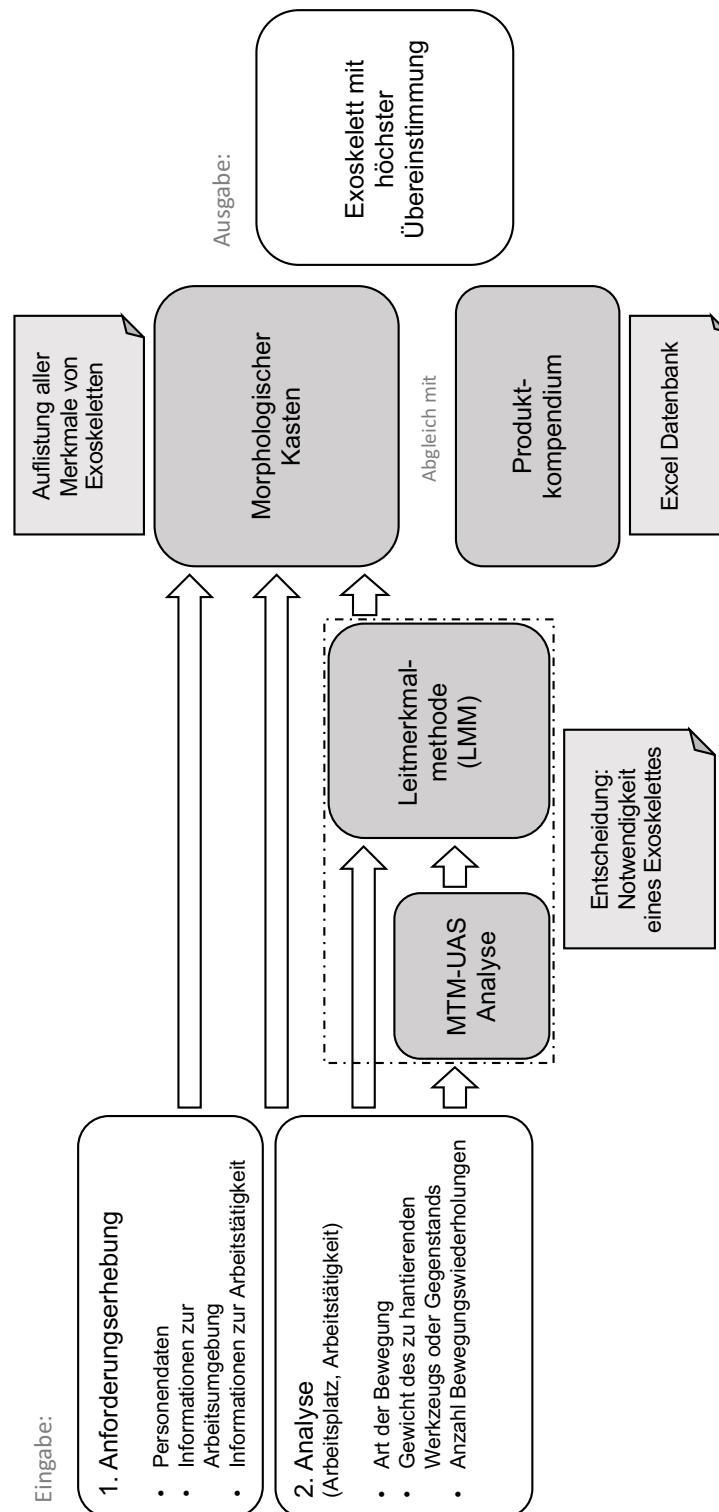 Eingabe:
1. Anforderungserhebung
• Personendaten
• Informationen zur
Arbeitsumgebung
• Informationen zur Arbeitstätigkeit
2. Analyse
(Arbeitsplatz, Arbeitstätigkeit)
• Art der Bewegung
• Gewicht des zu hantierenden
Werkzeugs oder Gegenstands
• Anzahl Bewegungswiederholungen
MTM-UAS
Analyse
Leitmerkmal-
methode
(LMM)
Entscheidung:
Notwendigkeit
eines Exoskelettes
Auflistung aller
Merkmale von
Exoskeletten
Morphologischer
Kasten
Abgleich mit
Produkt-
kompendium
Excel Datenbank
Ausgabe:
Exoskelett mit
höchster
Übereinstimmung